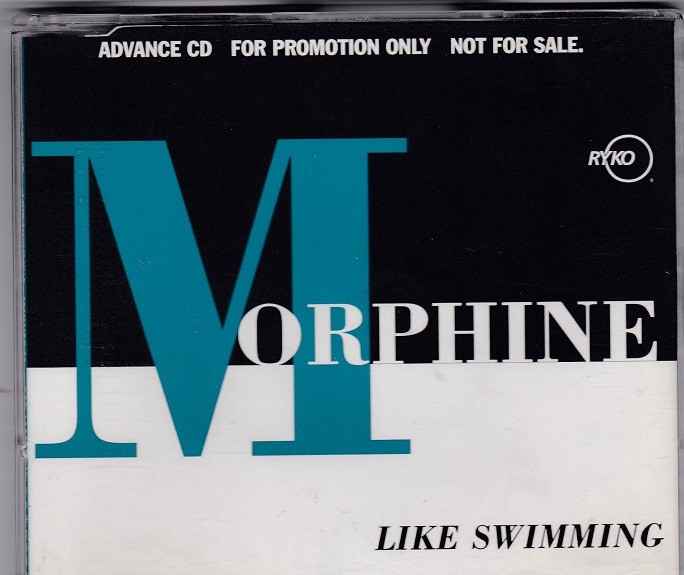 ADVANCE CD FOR PROMOTION ONLY NOT FOR SALE.
RYKO
MORPHINE
LIKE SWIMMING